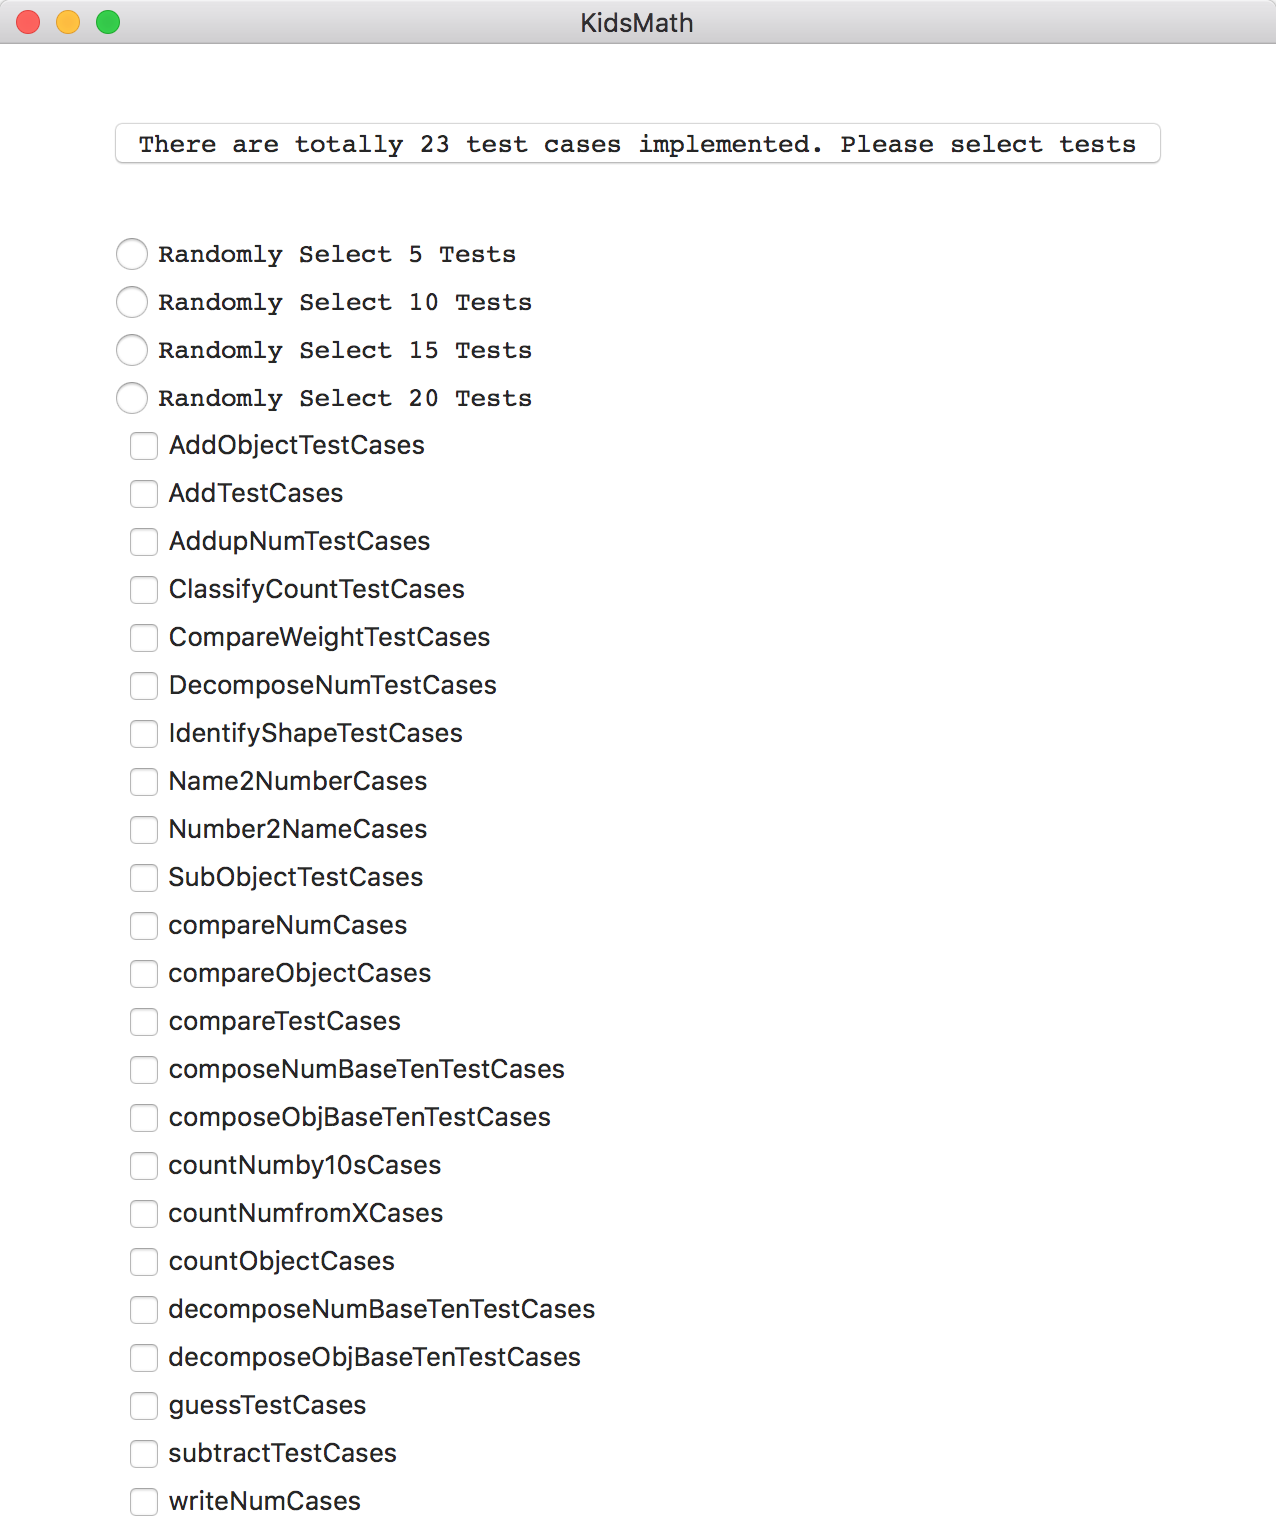 KidsMath
There are totally 23 test cases implemented. Please select tests
Randomly Select 5 Tests
Randomly Select 10 Tests
Randomly Select 15 Tests
Randomly Select 20 Tests
AddObjectTestCases
AddTestCases
AddupNumTestCases
ClassifyCountTestCases
CompareWeightTestCases
DecomposeNumTestCases
IdentifyShapeTestCases
Name2NumberCases
Number2NameCases
SubObjectTestCases
compareNumCases
compareObjectCases
compareTestCases
composeNumBaseTenTestCases
composeObjBaseTenTestCases
countNumby10sCases
countNumfromXCases
countObjectCases
decomposeNumBaseTenTestCases
decomposeObjBaseTenTestCases
guessTestCases
subtractTestCases
writeNumCases